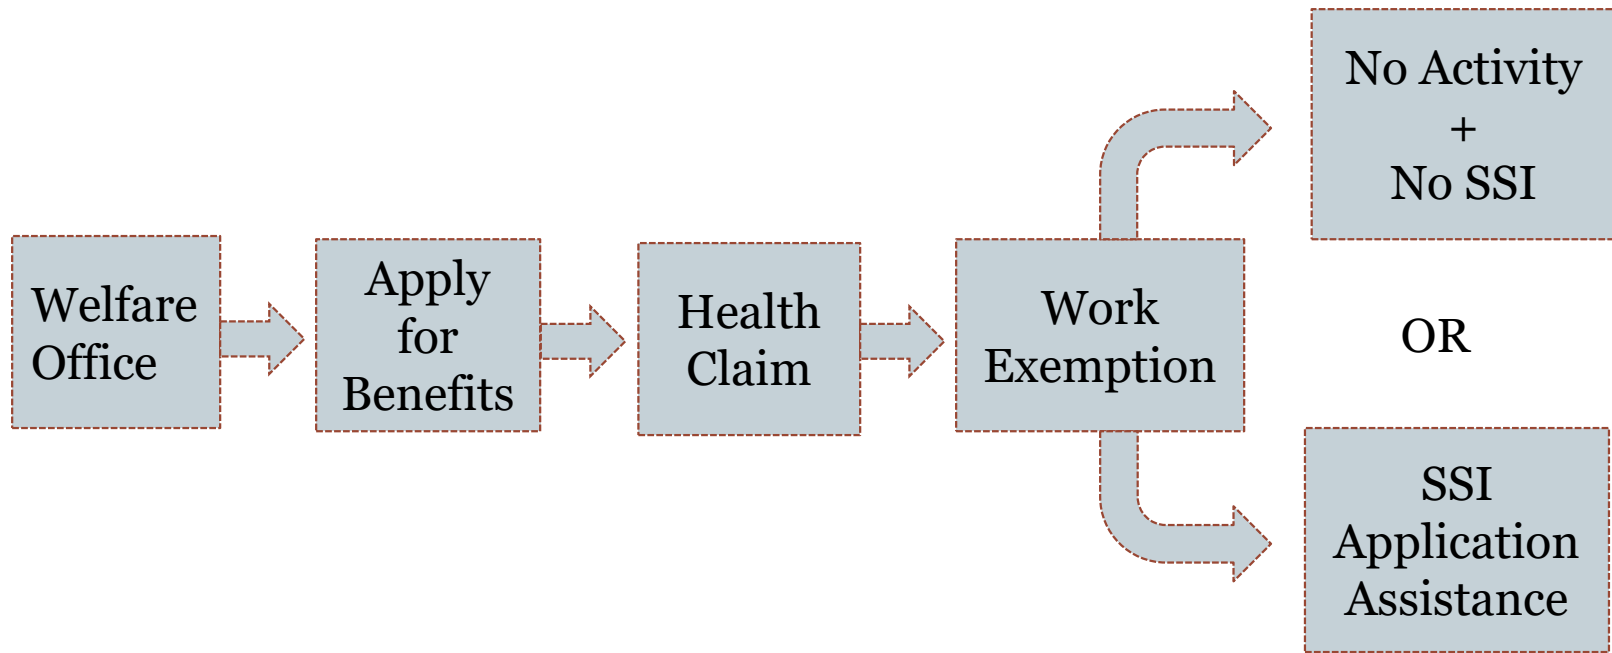 Welfare
Office
Apply
for
Benefits
Health
Claim
Work
Exemption
No Activity
+
No SSI
OR
SSI
Application
Assistance